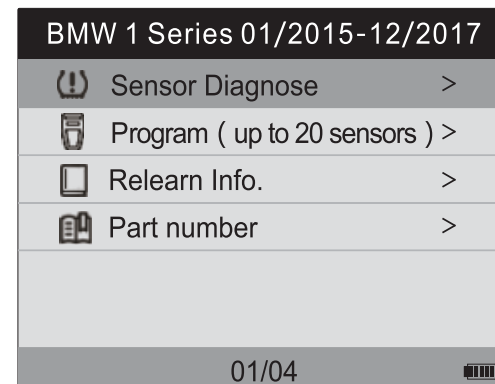 BMW 1 Series 01/2015-12/2017
Sensor Diagnose >
Program ( up to 20 sensors ) >
Relearn Info. >
Part number >
01/04